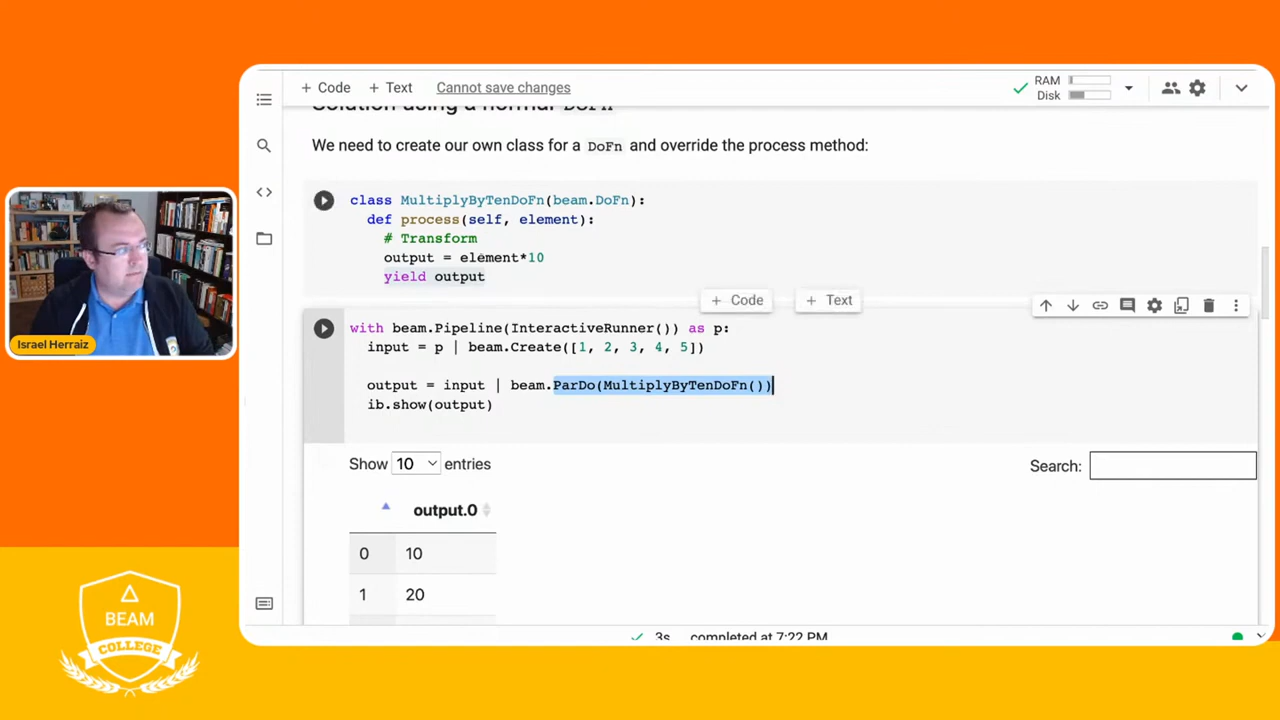 + Code + Text Cannot save changes
RAM
Disk
Solution using a normal DoFn
We need to create our own class for a DoFn and override the process method:
class MultiplyByTenDoFn(beam.DoFn):
def process(self, element):
# Transform
output = element*10
yield output
+ Code + Text
with beam.Pipeline(InteractiveRunner()) as p:
input = p | beam.Create([1, 2, 3, 4, 5])
output = input | beam.ParDo(MultiplyByTenDoFn())
ib.show(output)
Show 10 entries
Search:
output.0
0 10
1 20
3s completed at 7:22 PM
Israel Herraiz
BEAM
COLLEGE